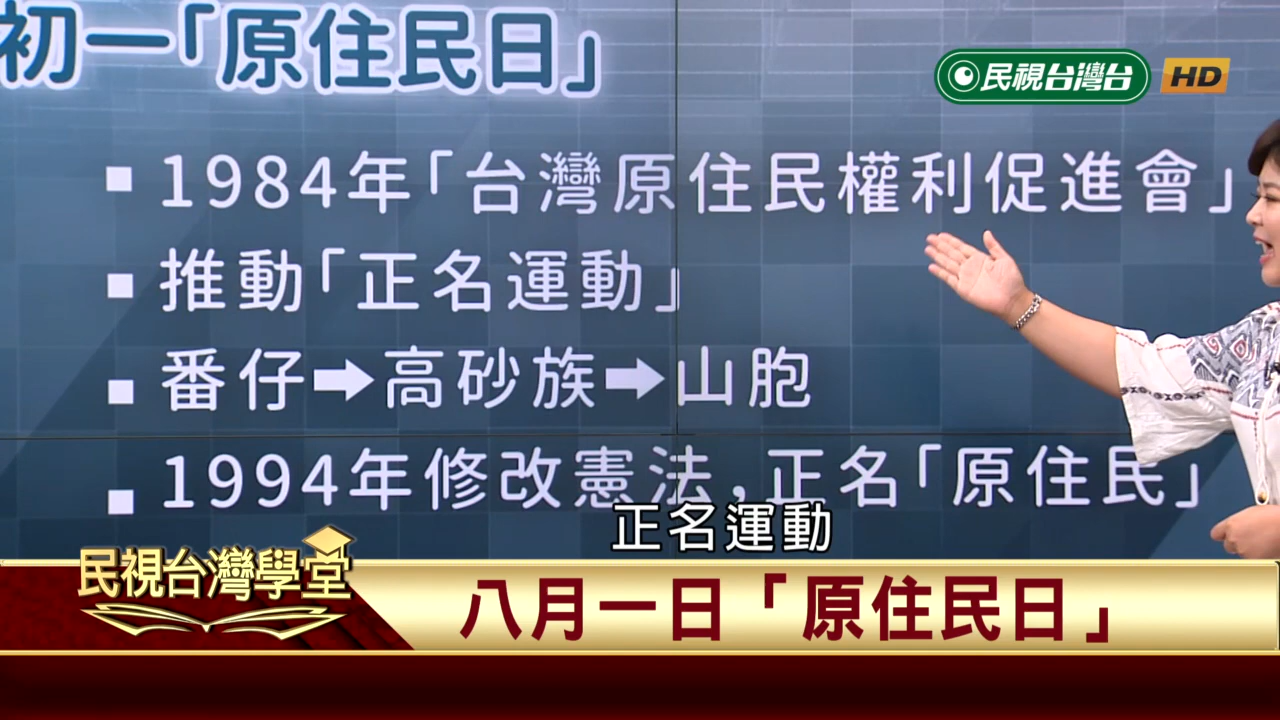 初一「原住民日」
民視台灣台 HD
1984年「台灣原住民權利促進會」
推動「正名運動」
番仔➡高砂族➡山胞
1994年修改憲法,正名「原住民」
正名運動
民視台灣學堂
八月一日「原住民日」